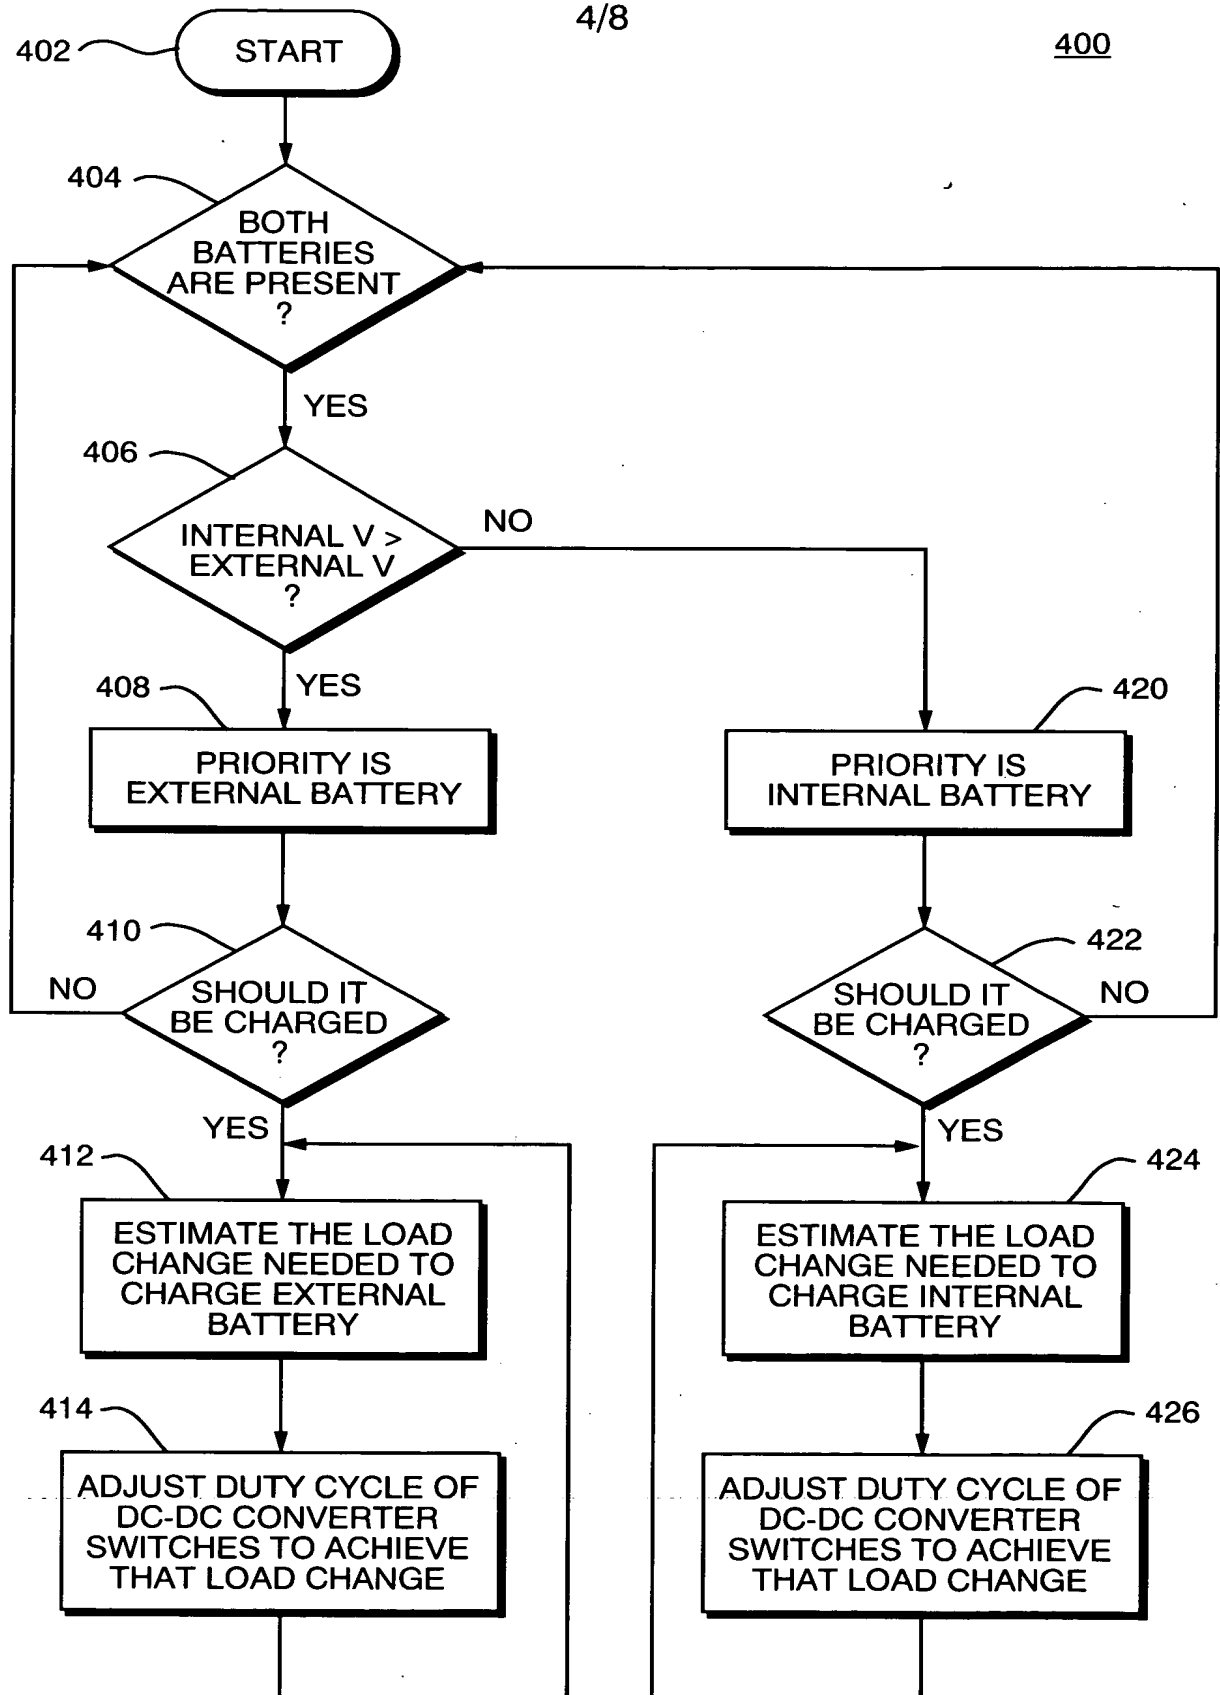 4/8
400
402
START
404
BOTH
BATTERIES
ARE PRESENT
?
YES
406
INTERNAL V >
EXTERNAL V
?
NO
YES
408
PRIORITY IS
EXTERNAL BATTERY
420
PRIORITY IS
INTERNAL BATTERY
410
SHOULD IT
BE CHARGED
?
NO
YES
422
SHOULD IT
BE CHARGED
?
NO
YES
412
ESTIMATE THE LOAD
CHANGE NEEDED TO
CHARGE EXTERNAL
BATTERY
424
ESTIMATE THE LOAD
CHANGE NEEDED TO
CHARGE INTERNAL
BATTERY
414
ADJUST DUTY CYCLE OF
DC-DC CONVERTER
SWITCHES TO ACHIEVE
THAT LOAD CHANGE
426
ADJUST DUTY CYCLE OF
DC-DC CONVERTER
SWITCHES TO ACHIEVE
THAT LOAD CHANGE